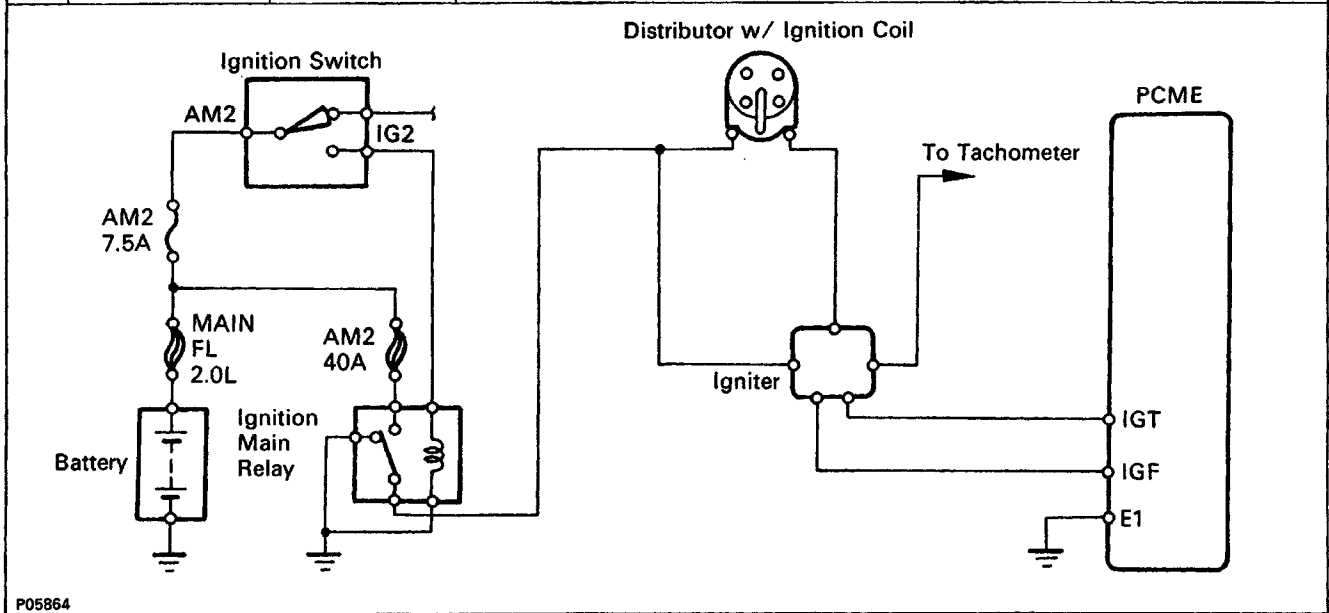 Distributor w/ Ignition Coil
Ignition Switch
AM2
IG2
PCME
To Tachometer
AM2
7.5A
MAIN
FL
2.0L
AM2
40A
Igniter
Ignition
Main
Relay
Battery
IGT
IGF
E1
P05864